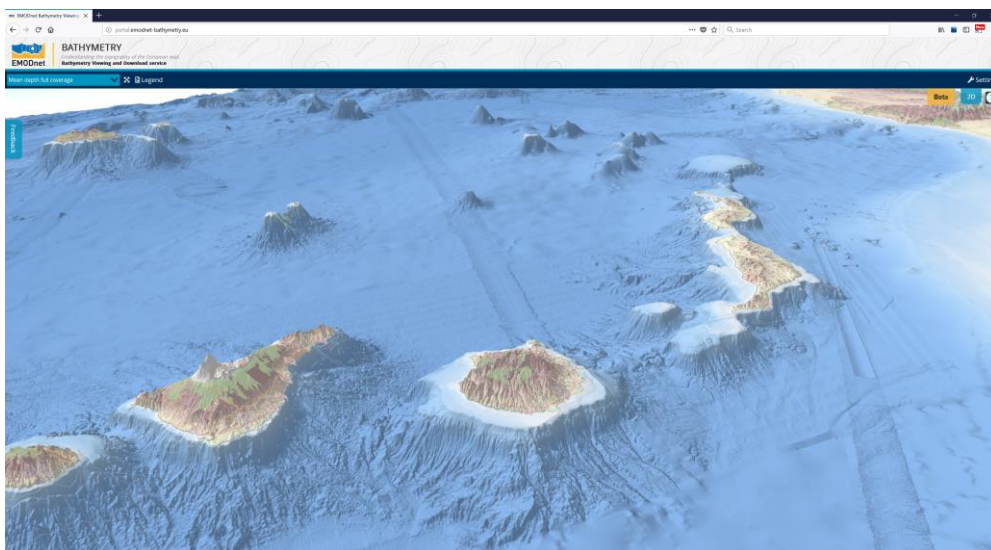 EMODnet Bathymetry Viewing
portal.emodnet-bathymetry.eu
Search
EMODnet
BATHYMETRY
Understanding the topography of the European seas
Bathymetry Viewing and Download service
Mean depth full coverage
Legend
Settin
Beta
2D
Feedback